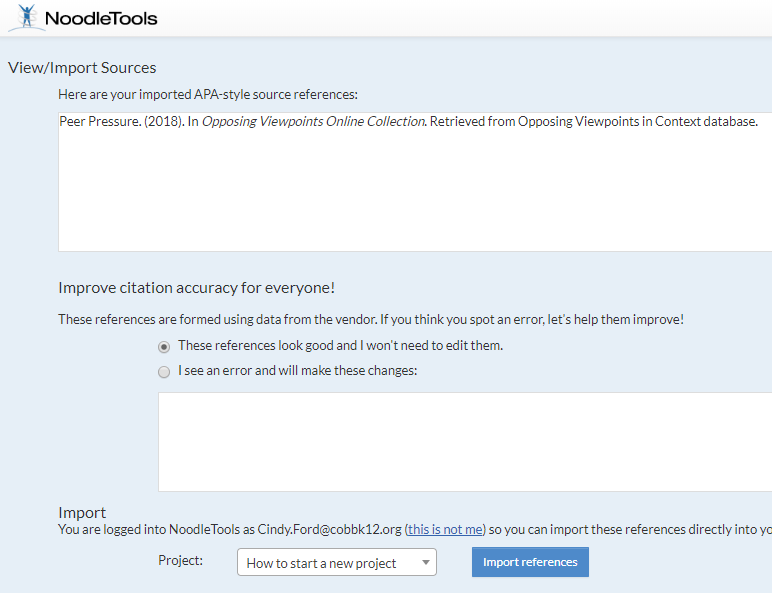 NoodleTools
View/Import Sources
Here are your imported APA-style source references:
Peer Pressure. (2018). In Opposing Viewpoints Online Collection. Retrieved from Opposing Viewpoints in Context database.
Improve citation accuracy for everyone!
These references are formed using data from the vendor. If you think you spot an error, let's help them improve!
These references look good and I won't need to edit them.
I see an error and will make these changes:
Import
You are logged into NoodleTools as Cindy.Ford@cobbk12.org (this is not me) so you can import these references directly into yo
Project: How to start a new project Import references